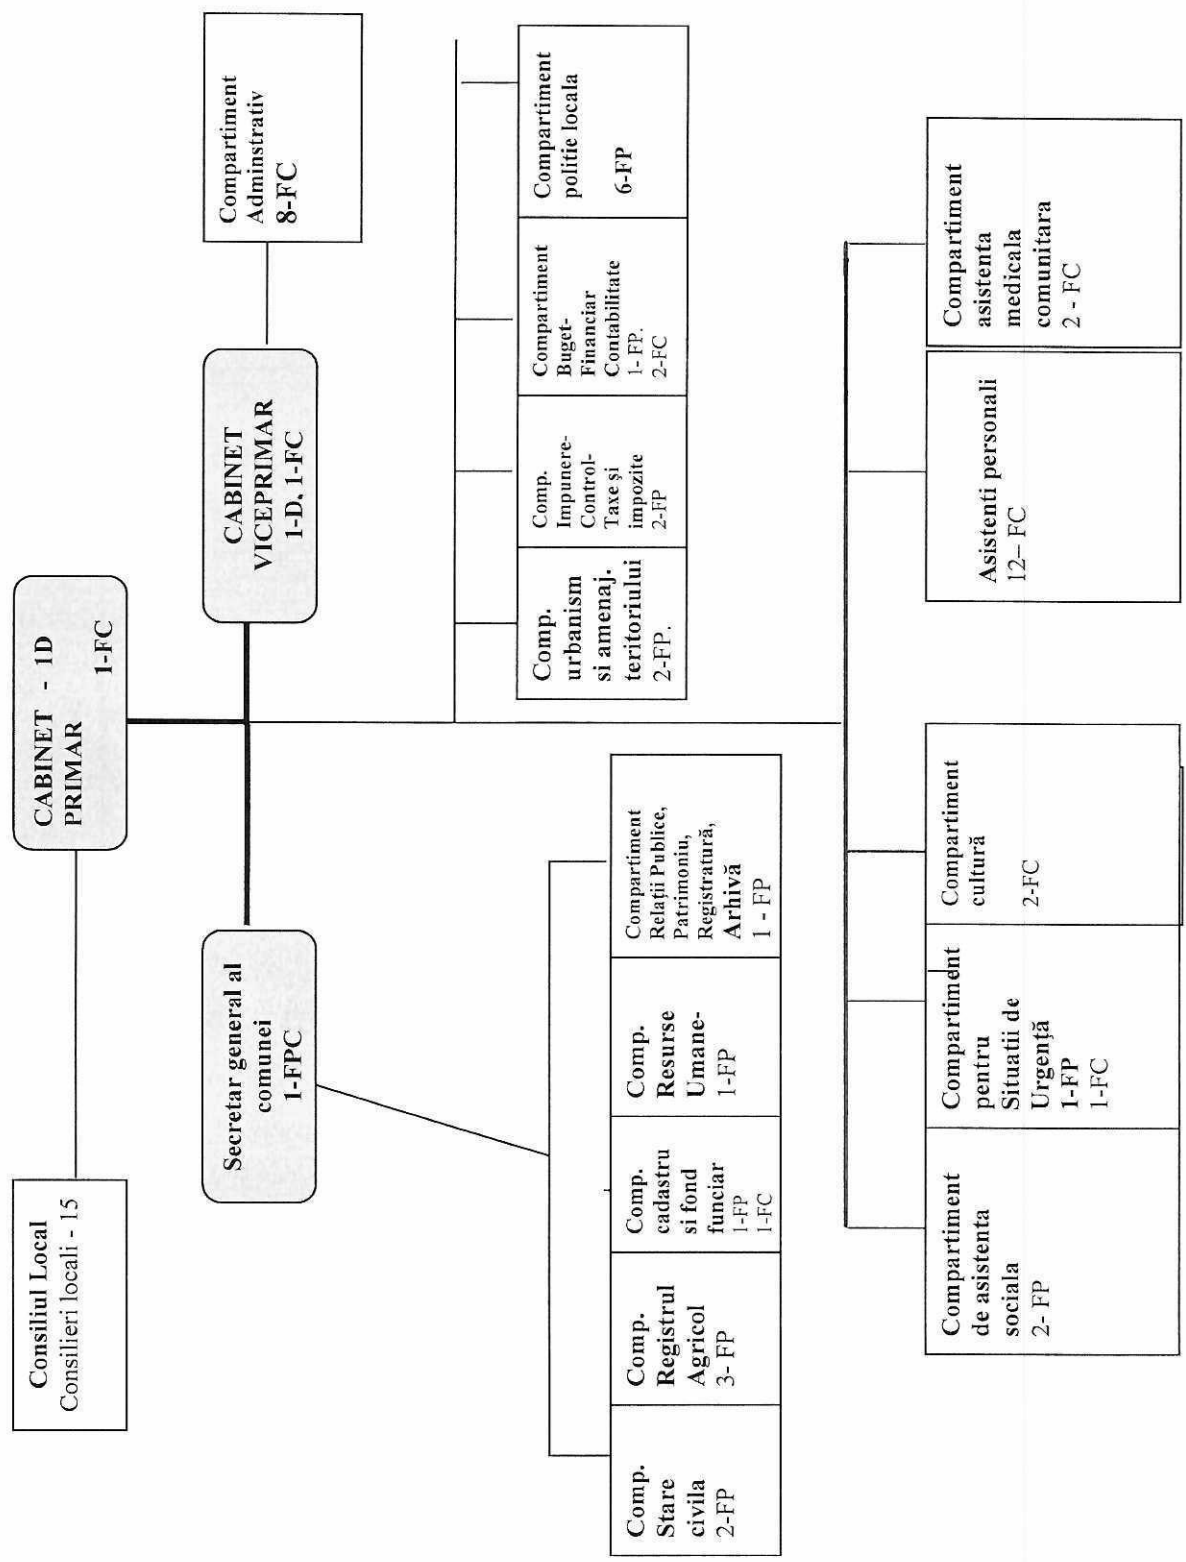 CABINET - 1D
PRIMAR
1-FC
Consiliul Local
Consilieri locali - 15
Secretar general al
comunei
1-FPC
CABINET
VICEPRIMAR
1-D, 1-FC
Compartiment
Adminstrativ
8-FC
Comp.
urbanism
si amenaj.
teritoriului
2-FP.
Comp.
Impunere-
Control-
Taxe și
impozite
2-FP
Compartiment
Buget-
Financiar
Contabilitate
1- FP.
2-FC
Compartiment
politie locala
6-FP
Comp.
Stare
civila
2-FP
Comp.
Registrul
Agricol
3- FP
Comp.
cadastru
si fond
funciar
1-FP
1-FC
Comp.
Resurse
Umane-
1-FP
Compartiment
Relații Publice,
Patrimoniu,
Registratură,
Arhivă
1 - FP
Compartiment
de asistenta
sociala
2- FP
Compartiment
pentru
Situatii de
Urgență
1-FP
1-FC
Compartiment
cultură
2-FC
Asistenti personali
12– FC
Compartiment
asistenta
medicala
comunitara
2 - FC